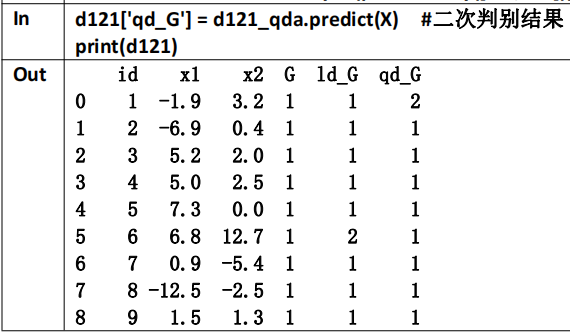 In d121['qd_G'] = d121_qda.predict(X) #二次判别结果
print(d121)
Out id x1 x2 G ld_G qd_G
0 1 -1.9 3.2 1 1 2
1 2 -6.9 0.4 1 1 1
2 3 5.2 2.0 1 1 1
3 4 5.0 2.5 1 1 1
4 5 7.3 0.0 1 1 1
5 6 6.8 12.7 1 2 1
6 7 0.9 -5.4 1 1 1
7 8 -12.5 -2.5 1 1 1
8 9 1.5 1.3 1 1 1